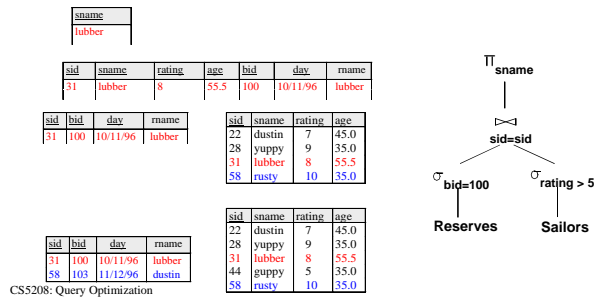 sname
lubber
sid sname rating age bid day rname
31 lubber 8 55.5 100 10/11/96 lubber
sid bid day rname
31 100 10/11/96 lubber
sid sname rating age
22 dustin 7 45.0
28 yuppy 9 35.0
31 lubber 8 55.5
58 rusty 10 35.0
sid sname rating age
22 dustin 7 45.0
28 yuppy 9 35.0
31 lubber 8 55.5
44 guppy 5 35.0
58 rusty 10 35.0
sid bid day rname
31 100 10/11/96 lubber
58 103 11/12/96 dustin
CS5208: Query Optimization
π sname
⋈
sid=sid
σ bid=100 σ rating > 5
Reserves Sailors